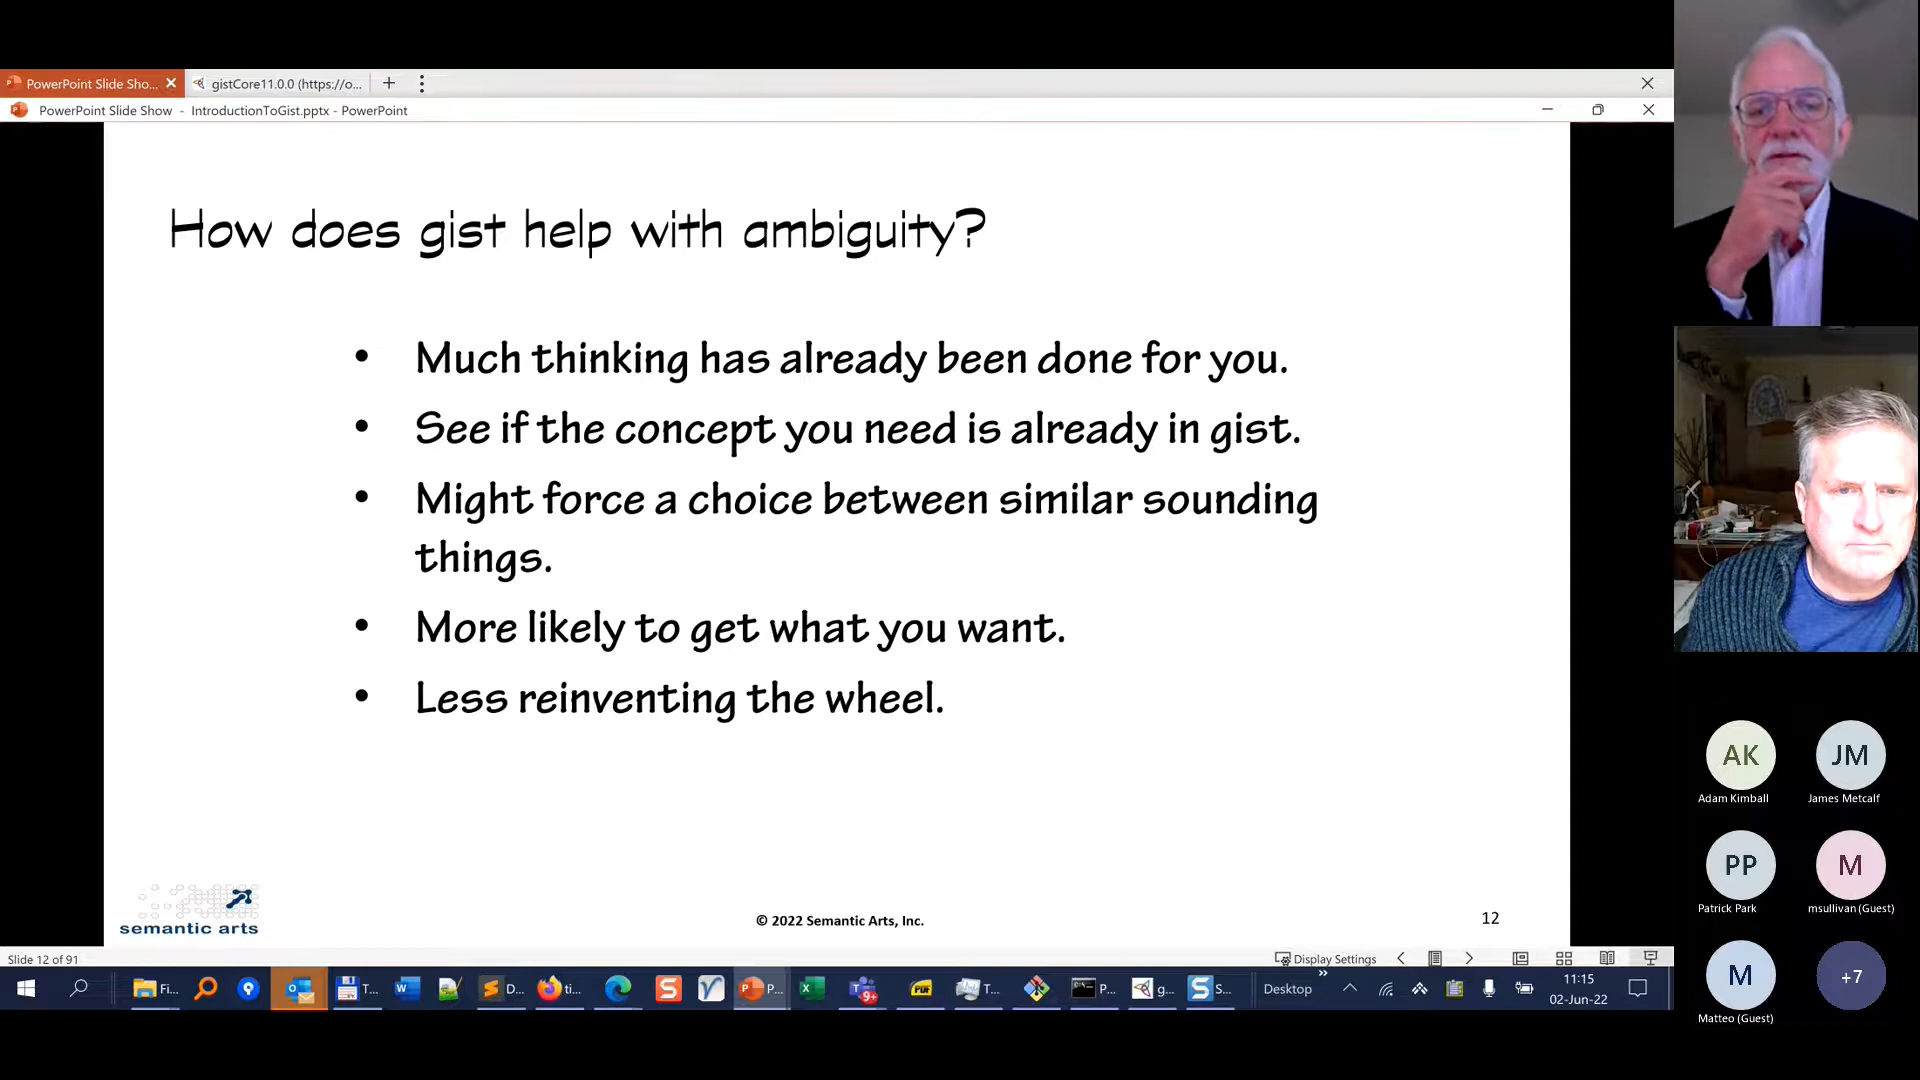 PowerPoint Slide Sho...
gistCore11.0.0 (https://o...
PowerPoint Slide Show - IntroductionToGist.pptx - PowerPoint
How does gist help with ambiguity?
• Much thinking has already been done for you.
• See if the concept you need is already in gist.
• Might force a choice between similar sounding
things.
• More likely to get what you want.
• Less reinventing the wheel.
semantic arts
© 2022 Semantic Arts, Inc.
12
Slide 12 of 91
Display Settings
Fi...
T...
D...
ti...
P...
9+
T...
P...
g...
S...
Desktop
11:15
02-Jun-22
AK
JM
Adam Kimball
James Metcalf
PP
M
Patrick Park
msullivan (Guest)
M
+7
Matteo (Guest)